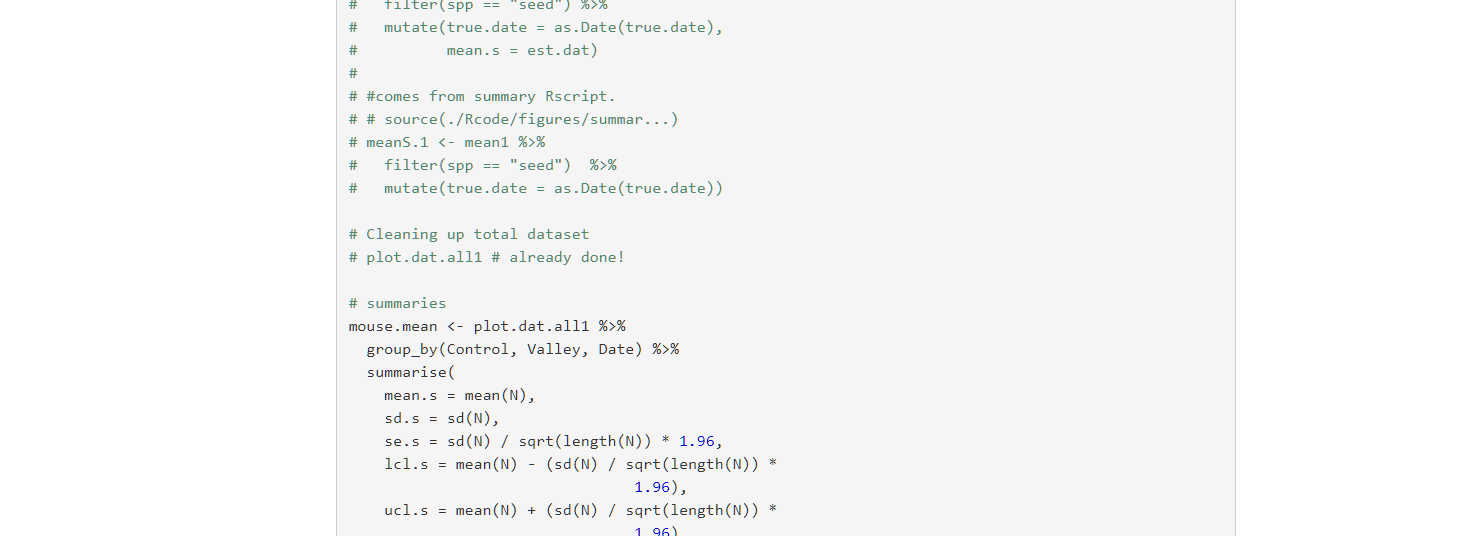 #   filter(spp == "seed") %>%
#   mutate(true.date = as.Date(true.date),
#          mean.s = est.dat)
#
# #comes from summary Rscript.
# # source(./Rcode/figures/summar...)
# meanS.1 <- mean1 %>%
#   filter(spp == "seed")  %>%
#   mutate(true.date = as.Date(true.date))
# Cleaning up total dataset
# plot.dat.all1 # already done!
# summaries
mouse.mean <- plot.dat.all1 %>%
  group_by(Control, Valley, Date) %>%
  summarise(
    mean.s = mean(N),
    sd.s = sd(N),
    se.s = sd(N) / sqrt(length(N)) * 1.96,
    lcl.s = mean(N) - (sd(N) / sqrt(length(N)) *
                                1.96),
    ucl.s = mean(N) + (sd(N) / sqrt(length(N)) *
                                1.96)